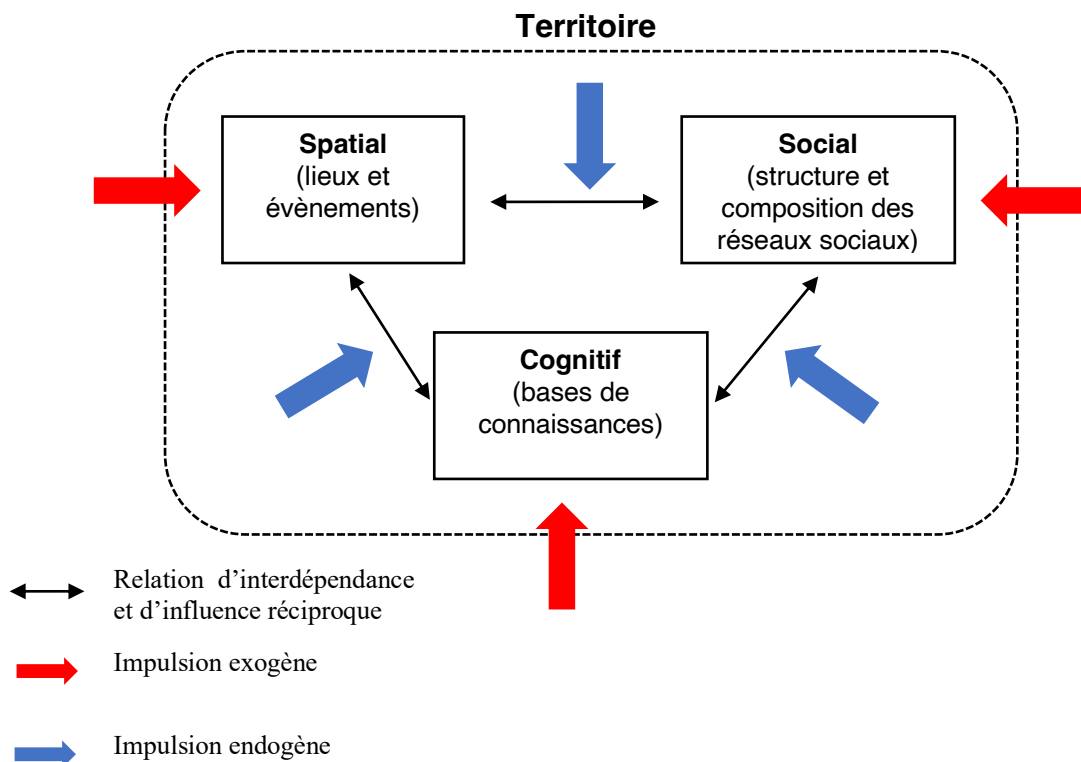 Territoire
Spatial
(lieux et
évènements)
Social
(structure et
composition des
réseaux sociaux)
Cognitif
(bases de
connaissances)
Relation d’interdépendance
et d’influence réciproque
Impulsion exogène
Impulsion endogène